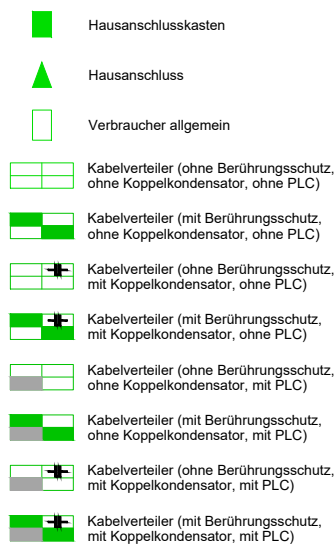 Hausanschlusskasten
Hausanschluss
Verbraucher allgemein
Kabelverteiler (ohne Berührungsschutz,
ohne Koppelkondensator, ohne PLC)
Kabelverteiler (mit Berührungsschutz,
ohne Koppelkondensator, ohne PLC)
Kabelverteiler (ohne Berührungsschutz,
mit Koppelkondensator, ohne PLC)
Kabelverteiler (mit Berührungsschutz,
mit Koppelkondensator, ohne PLC)
Kabelverteiler (ohne Berührungsschutz,
ohne Koppelkondensator, mit PLC)
Kabelverteiler (mit Berührungsschutz,
ohne Koppelkondensator, mit PLC)
Kabelverteiler (ohne Berührungsschutz,
mit Koppelkondensator, mit PLC)
Kabelverteiler (mit Berührungsschutz,
mit Koppelkondensator, mit PLC)